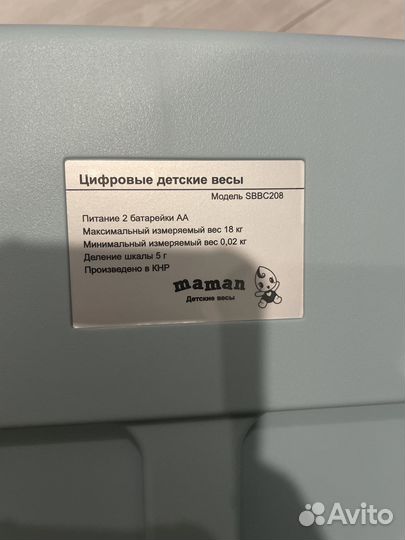 Цифровые детские весы
Модель SBBC208
Питание 2 батарейки АА
Максимальный измеряемый вес 18 кг
Минимальный измеряемый вес 0,02 кг
Деление шкалы 5 г
Произведено в КНР
maman
Детские весы
Avito